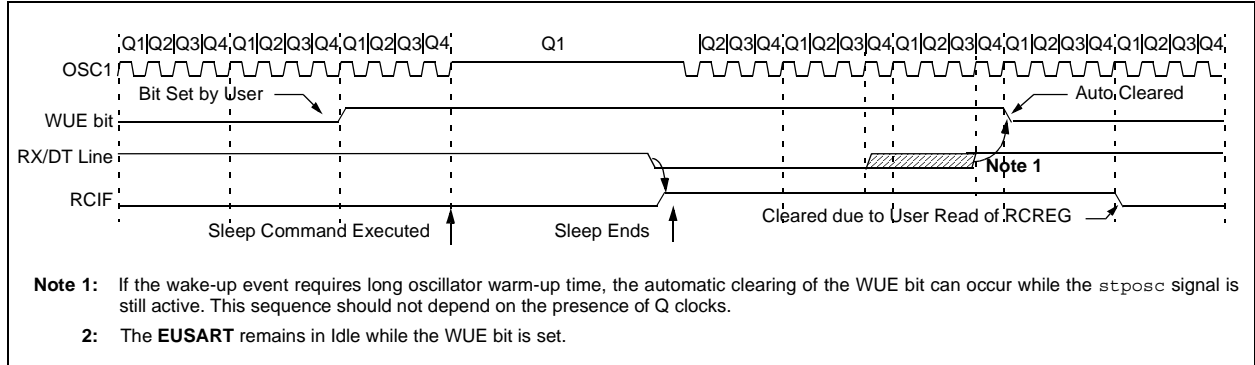 Q1 Q2 Q3 Q4 Q1 Q2 Q3 Q4 Q1 Q2 Q3 Q4 Q1 Q2 Q3 Q4 Q1 Q2 Q3 Q4 Q1 Q2 Q3 Q4 Q1 Q2 Q3 Q4 Q1 Q2 Q3 Q4
OSC1
Bit Set by User Auto Cleared
WUE bit
RX/DT Line
Note 1
RCIF
Cleared due to User Read of RCREG
Sleep Command Executed Sleep Ends
Note 1: If the wake-up event requires long oscillator warm-up time, the automatic clearing of the WUE bit can occur while the stposc signal is
still active. This sequence should not depend on the presence of Q clocks.
2: The EUSART remains in Idle while the WUE bit is set.